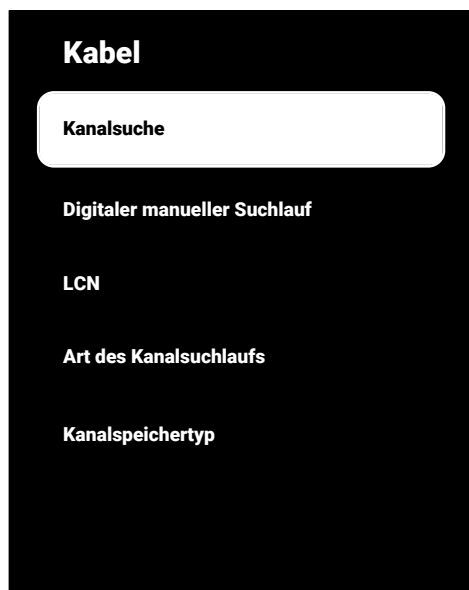 Kabel
Kanalsuche
Digitaler manueller Suchlauf
LCN
Art des Kanalsuchlaufs
Kanalspeichertyp